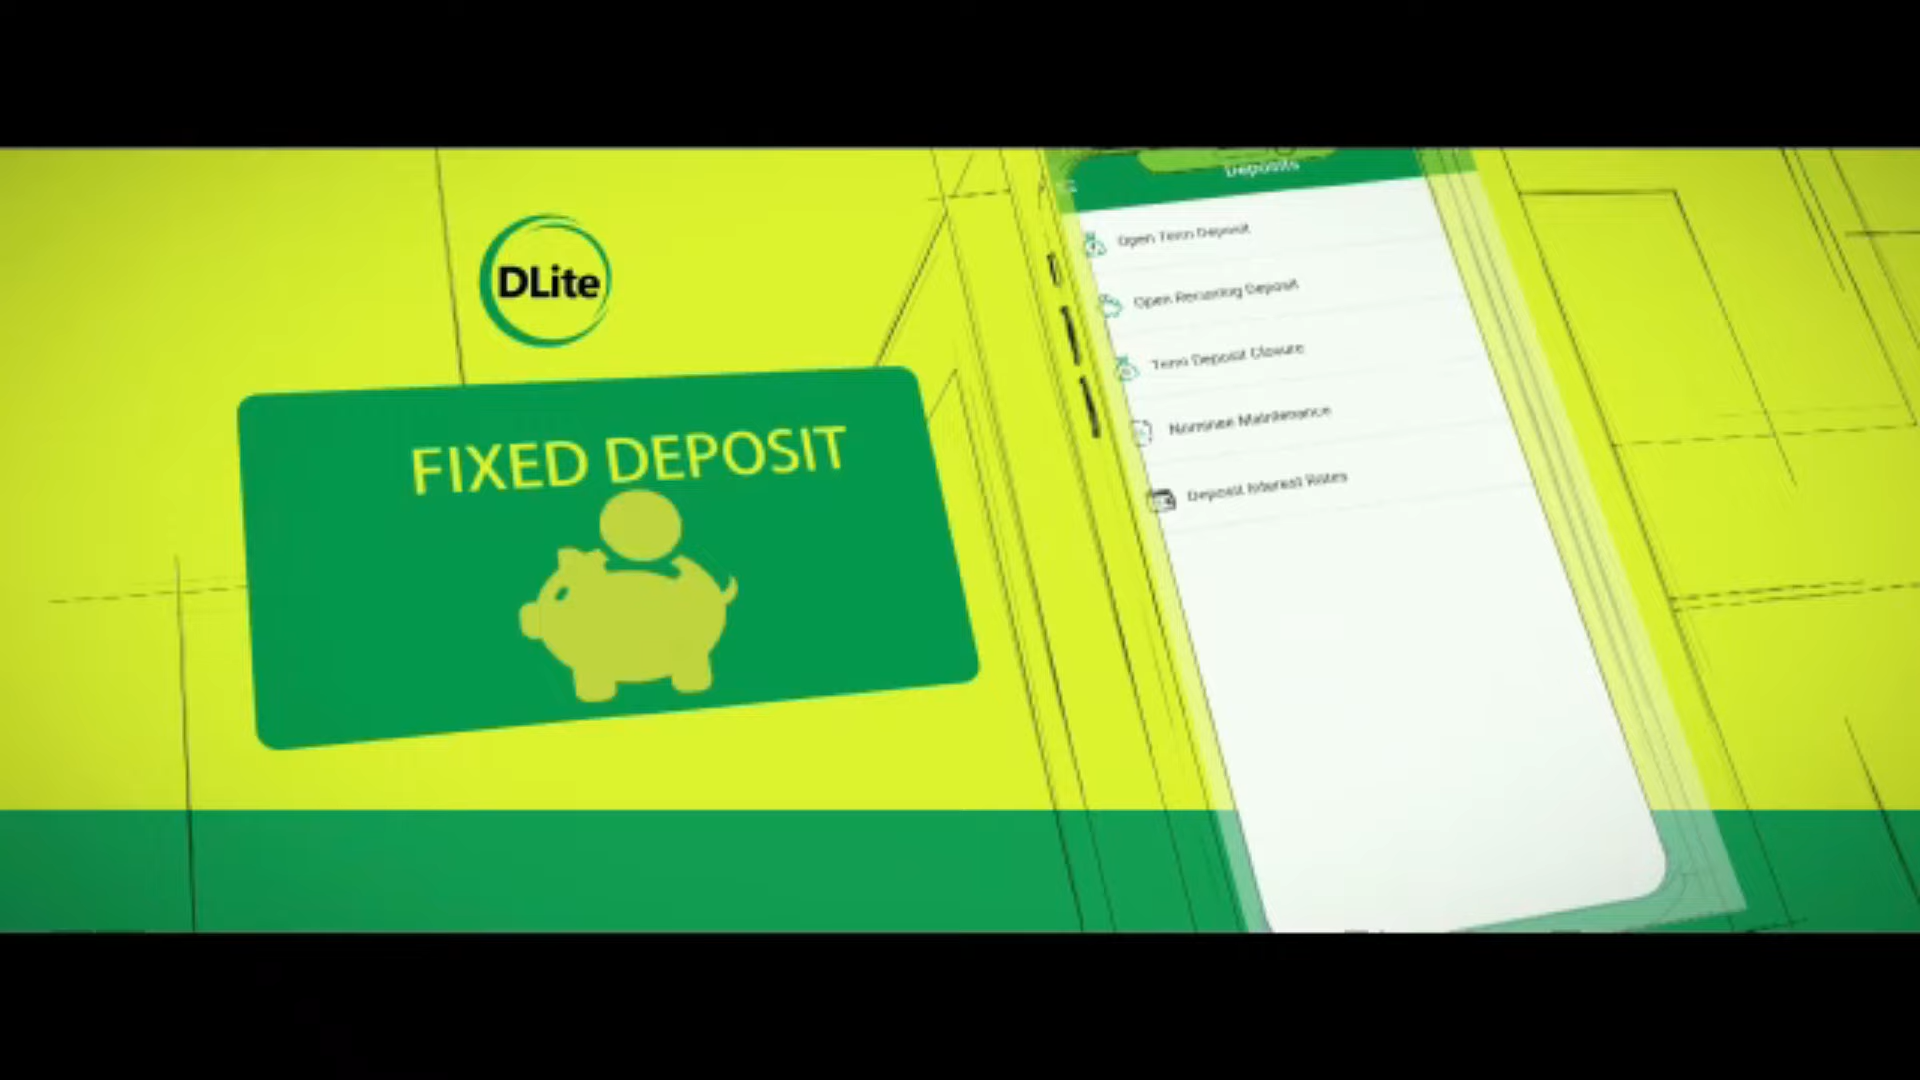 DLite
FIXED DEPOSIT
Deposits
Open Term Deposit
Open Recurring Deposit
Term Deposit Closure
Nominee Maintenance
Deposit Interest Rates